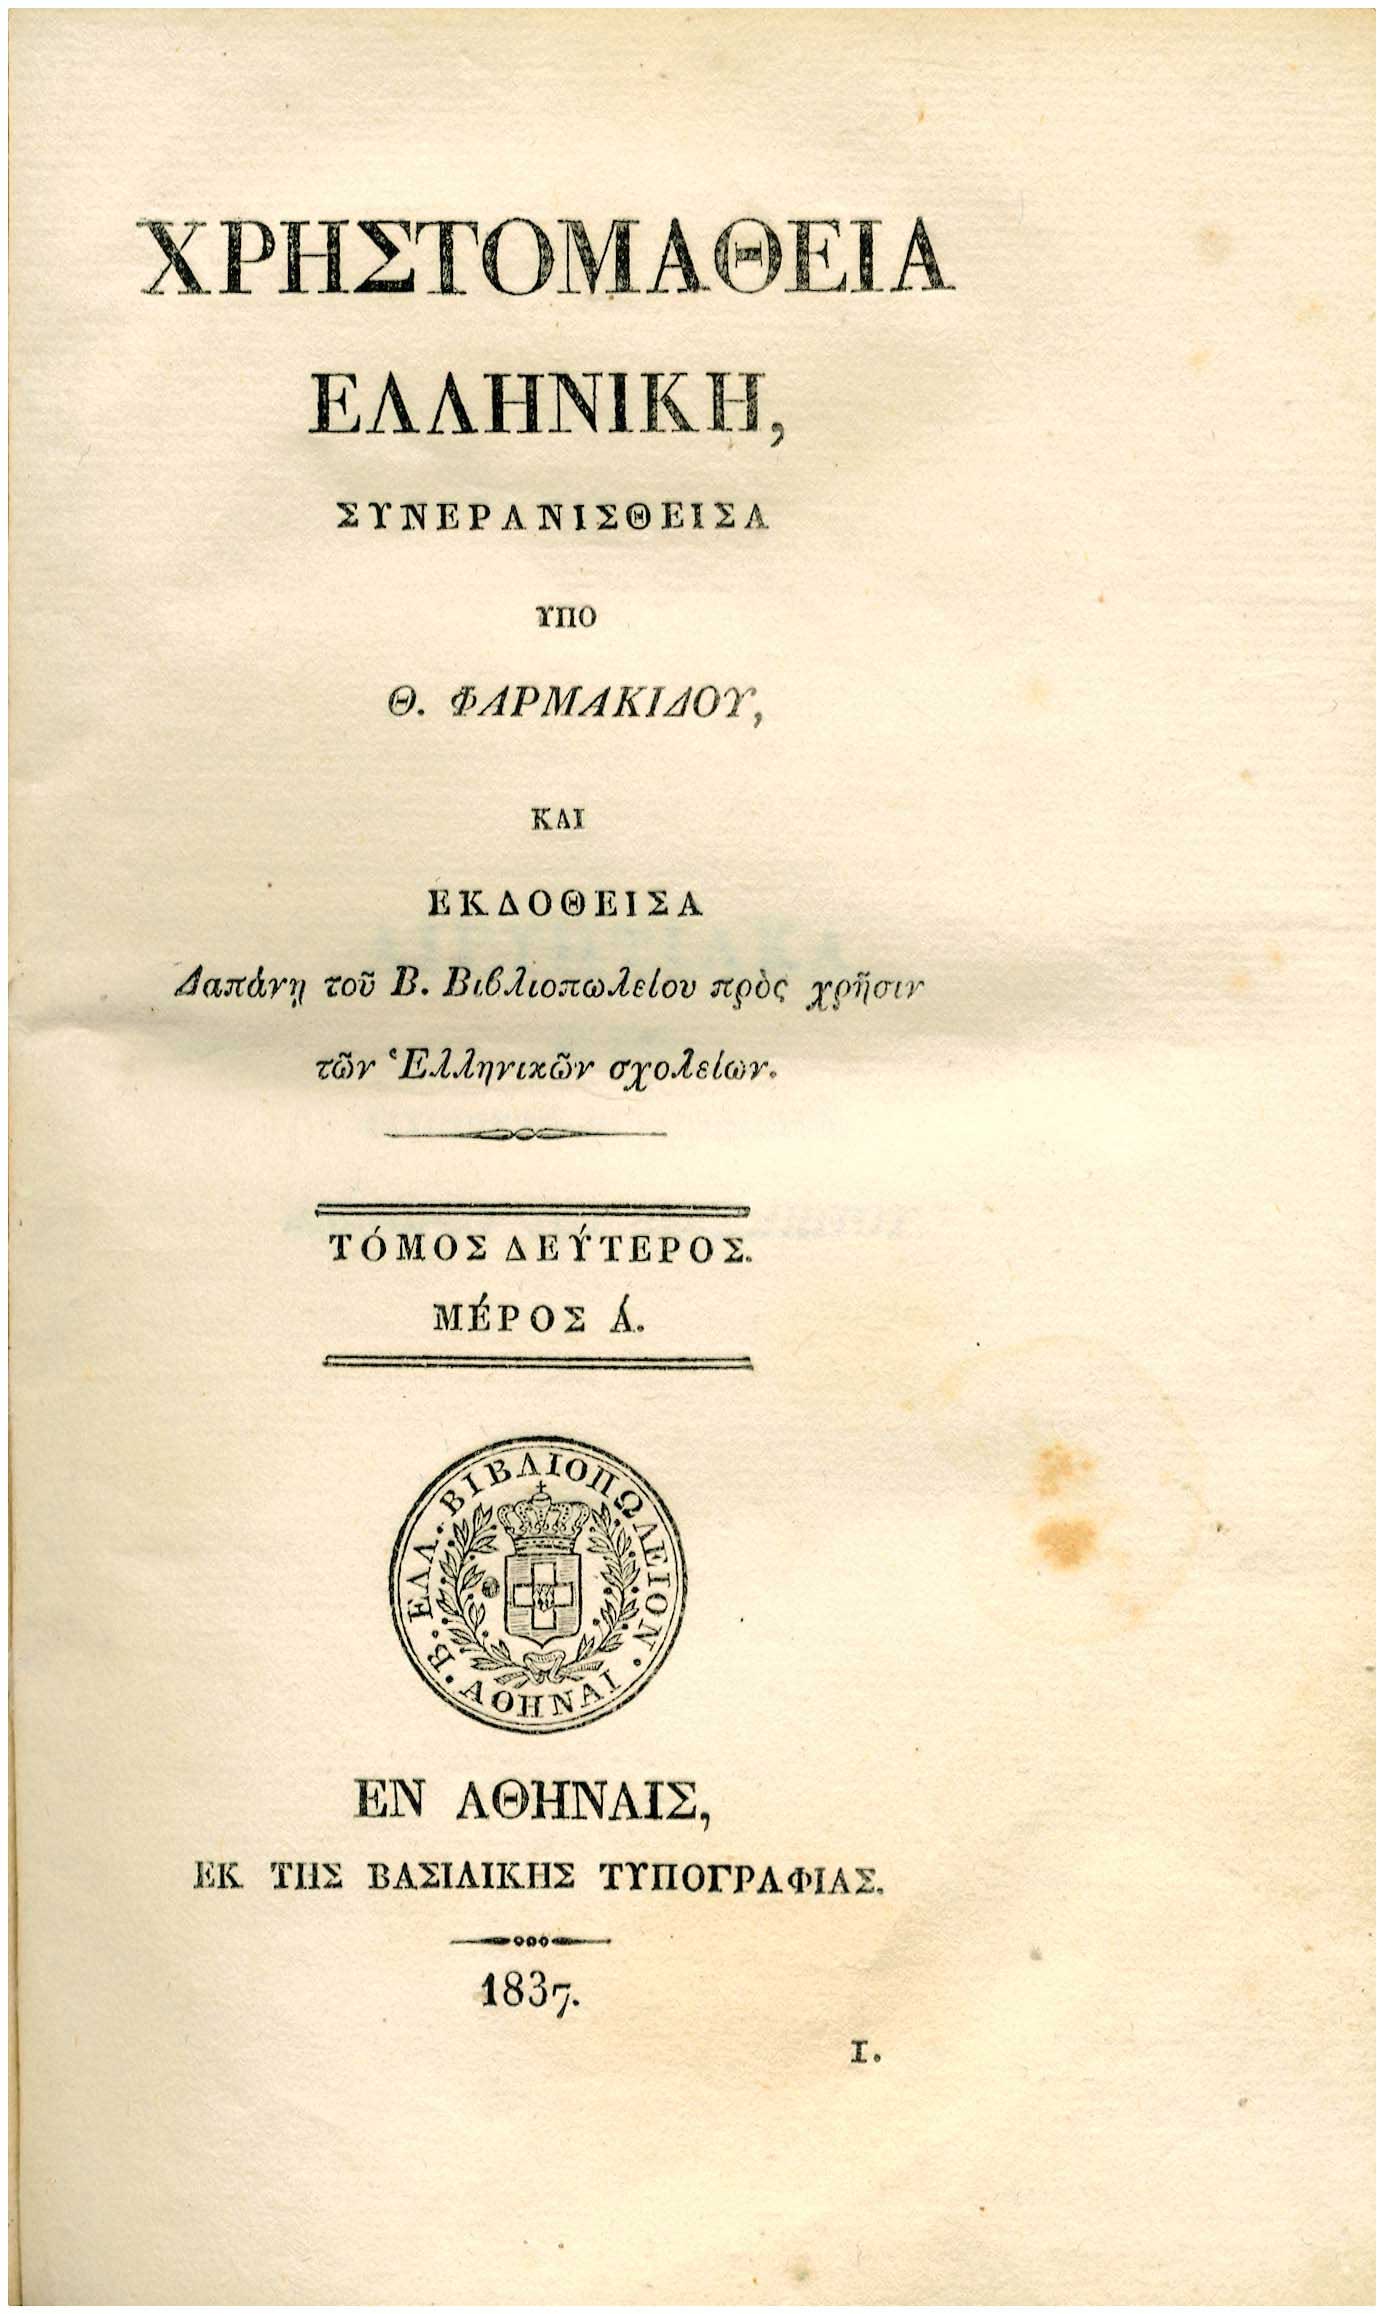 ΧΡΗΣΤΟΜΑΘΕΙΑ
ΕΛΛΗΝΙΚΗ,
ΣΥΝΕΡΑΝΙΣΘΕΙΣΑ
ΥΠΟ
Θ. ΦΑΡΜΑΚΙΔΟΥ,
ΚΑΙ
ΕΚΔΟΘΕΙΣΑ
Δαπάνῃ τοῦ Β. Βιβλιοπωλείου πρὸς χρῆσιν
τῶν Ἑλληνικῶν σχολείων.
ΤΌΜΟΣ ΔΕΎΤΕΡΟΣ.
ΜΈΡΟΣ Ά.
Β. ΕΛΛ. ΒΙΒΛΙΟΠΩΛΕΙΟΝ.
ΑΘΗΝΑΙ
ΕΝ ΑΘΗΝΑΙΣ,
ΕΚ ΤΗΣ ΒΑΣΙΛΙΚΗΣ ΤΥΠΟΓΡΑΦΙΑΣ.
1837.
1.